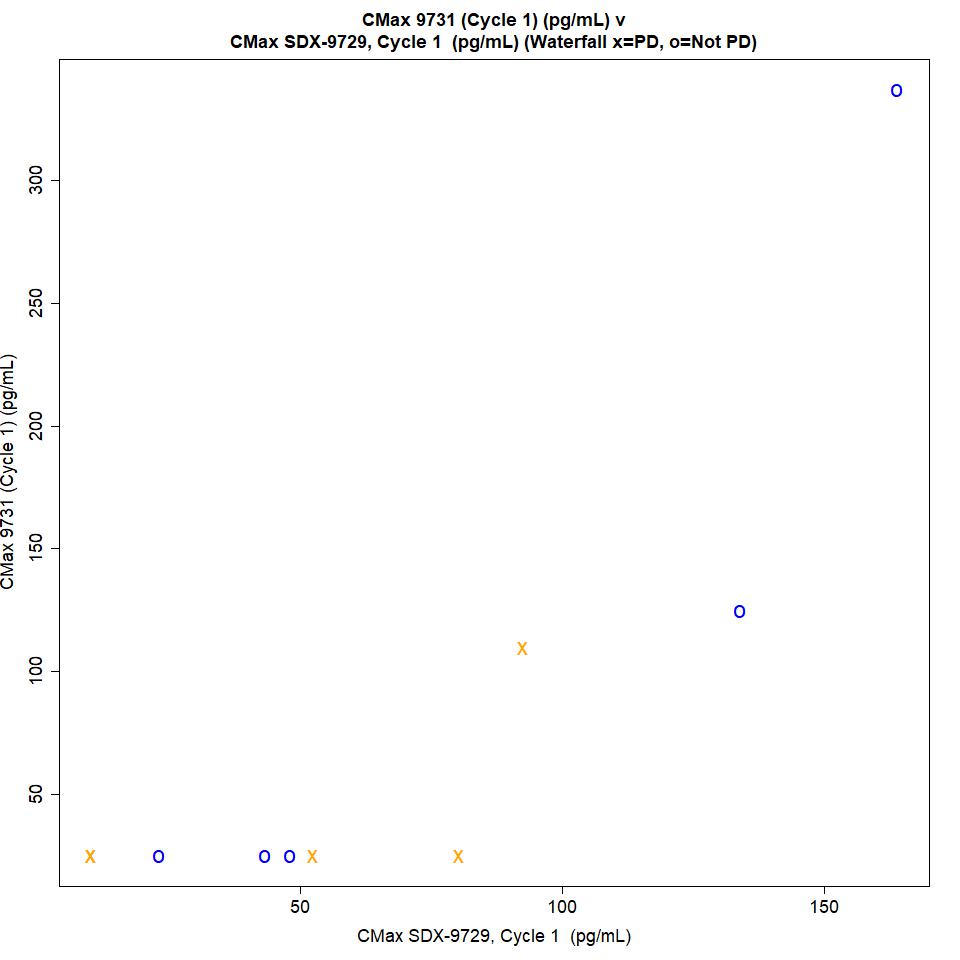 CMax 9731 (Cycle 1) (pg/mL) v
CMax SDX-9729, Cycle 1  (pg/mL) (Waterfall x=PD, o=Not PD)
CMax 9731 (Cycle 1) (pg/mL)
300
250
200
150
100
50
O
O
X
X
O
O
O
X
X
50
100
150
CMax SDX-9729, Cycle 1  (pg/mL)